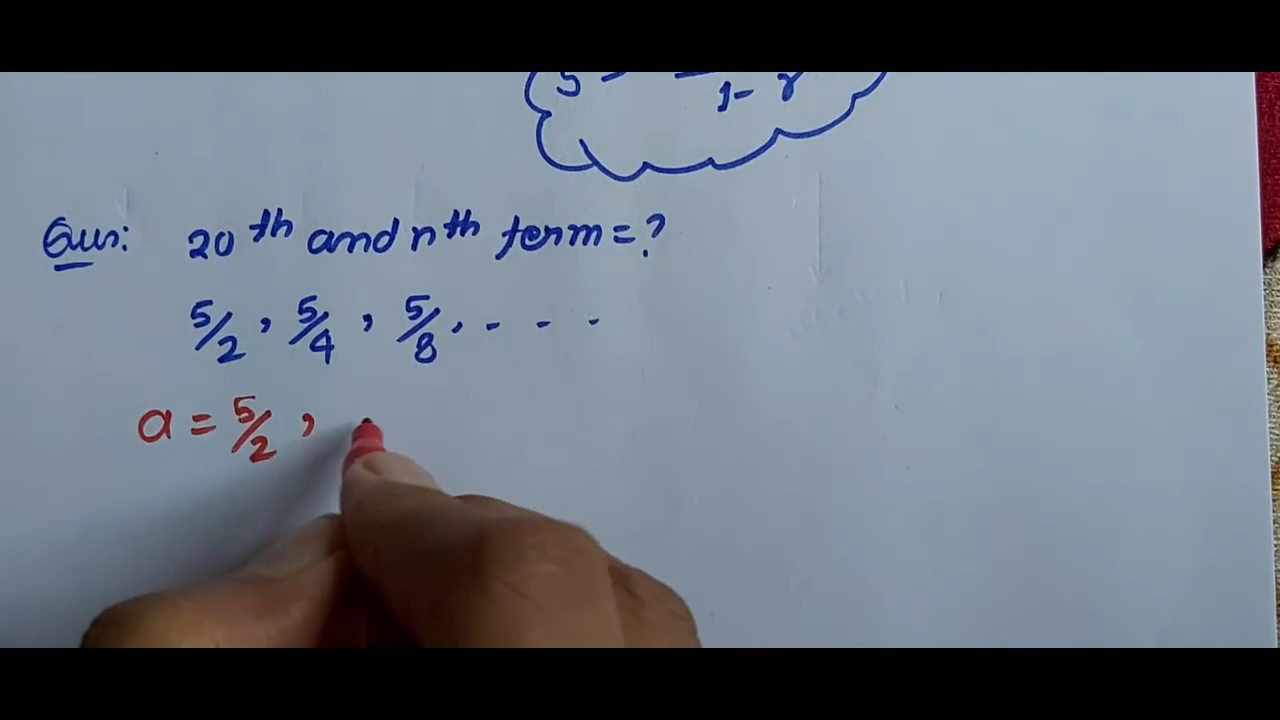 1- r
Qus: 20th and nth term=?
5/2, 5/4, 5/8, - - -
a = 5/2,